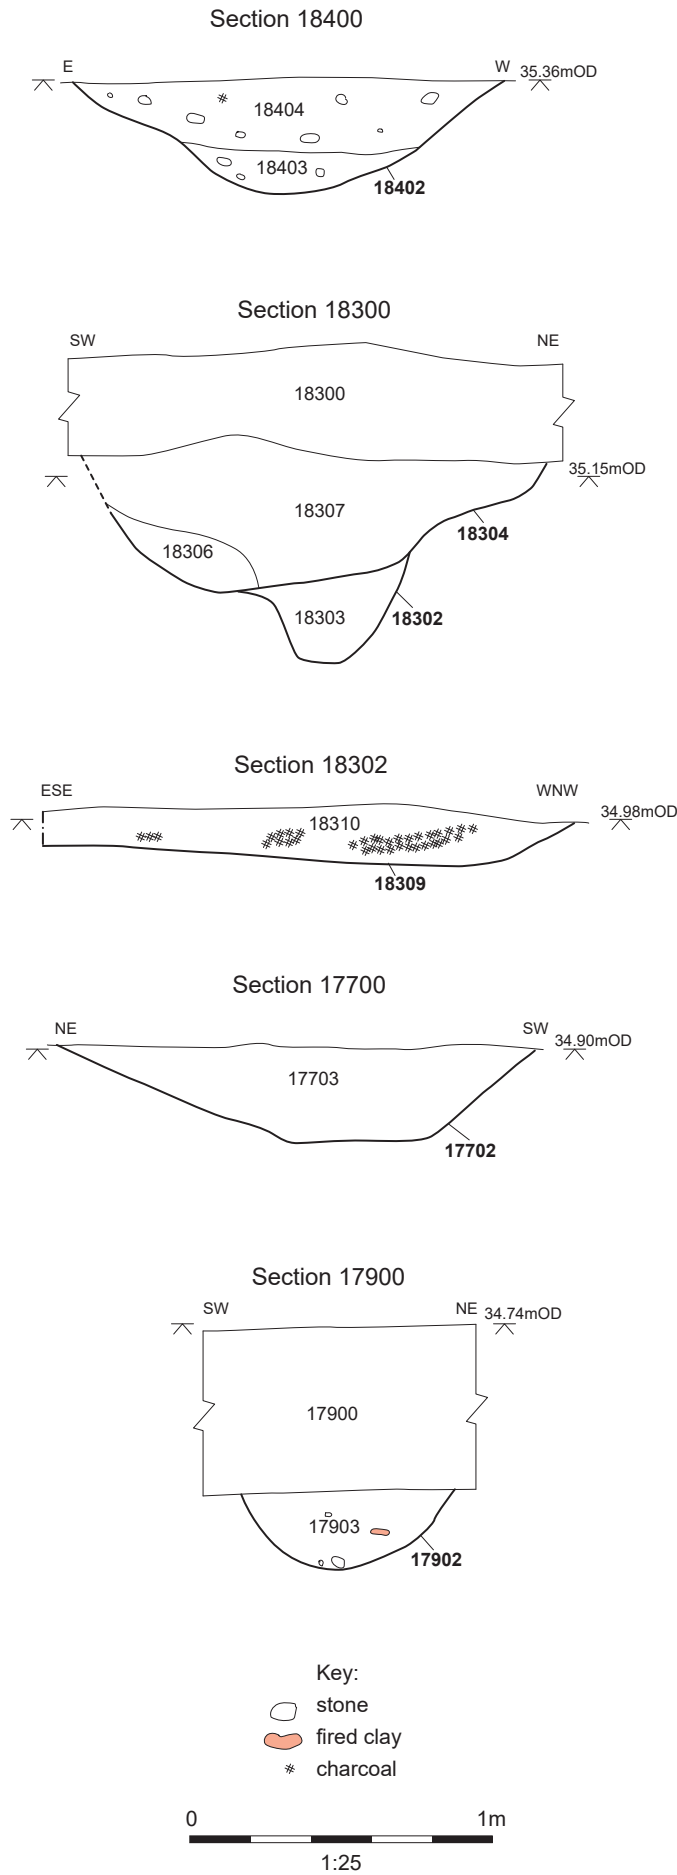 Section 18400
E
W
35.36mOD
18404
18403
18402
Section 18300
SW
NE
18300
35.15mOD
18307
18304
18306
18303
18302
Section 18302
ESE
WNW
34.98mOD
18310
18309
Section 17700
NE
SW
34.90mOD
17703
17702
Section 17900
SW
NE
34.74mOD
17900
17903
17902
Key:
stone
fired clay
charcoal
0
1m
1:25